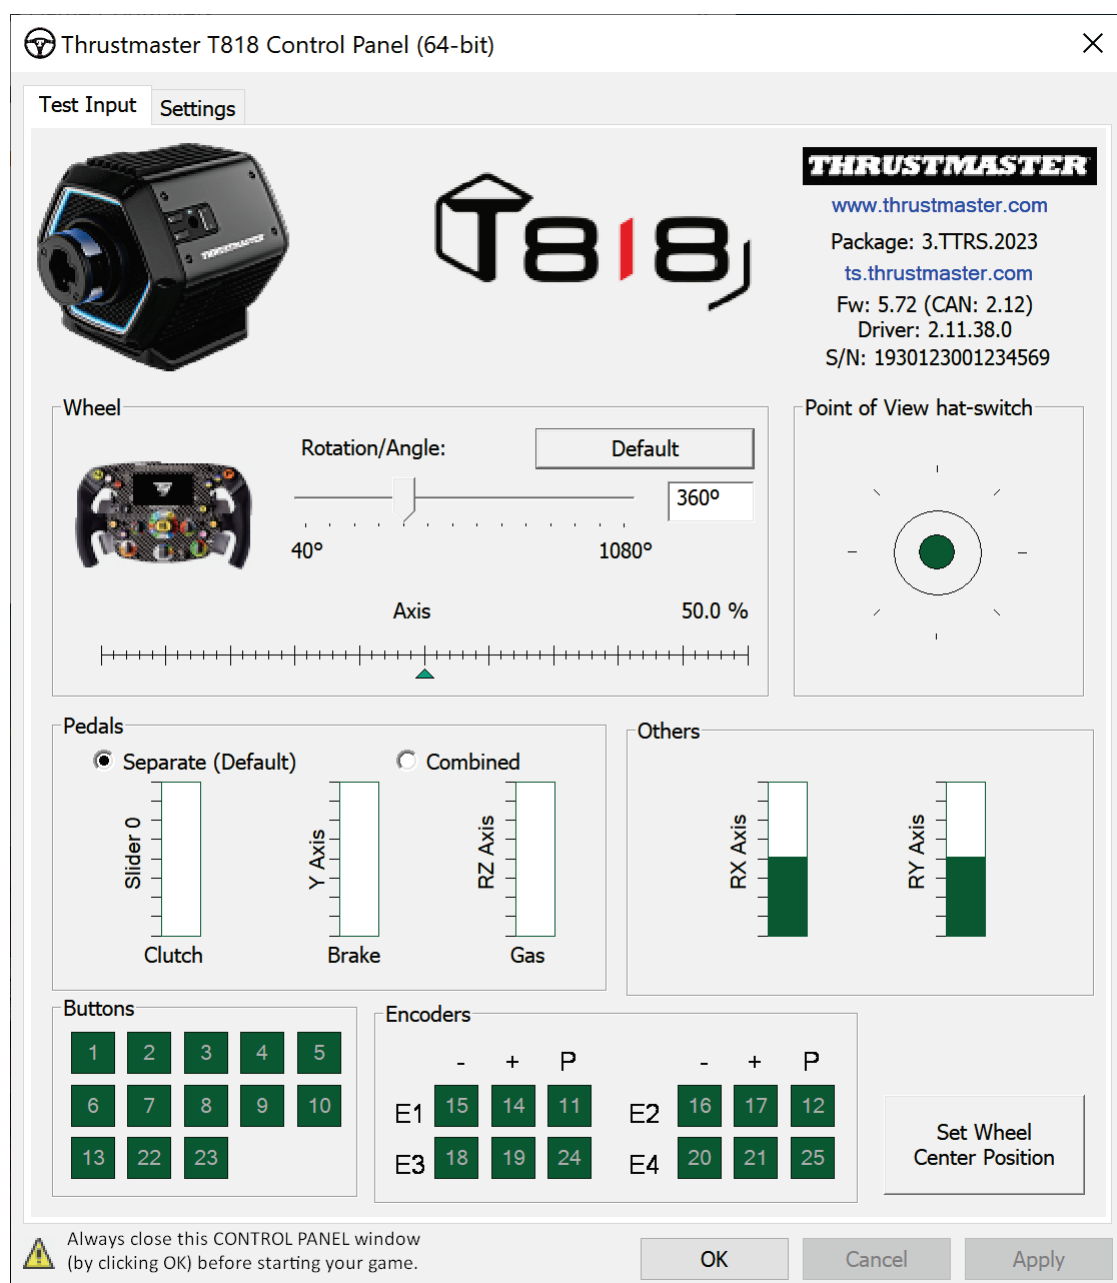 Thrustmaster T818 Control Panel (64-bit)
Test Input
Settings
THRUSTMASTER
T818
THRUSTMASTER
www.thrustmaster.com
Package: 3.TTRS.2023
ts.thrustmaster.com
Fw: 5.72 (CAN: 2.12)
Driver: 2.11.38.0
S/N: 1930123001234569
Wheel
Rotation/Angle:
Default
360º
40º
1080º
Axis
50.0 %
Point of View hat-switch
Pedals
Separate (Default)
Combined
Slider 0
Y Axis
RZ Axis
Clutch
Brake
Gas
Others
RX Axis
RY Axis
Buttons
1 2 3 4 5
6 7 8 9 10
13 22 23
Encoders
- + P - + P
E1 15 14 11 E2 16 17 12
E3 18 19 24 E4 20 21 25
Set Wheel
Center Position
Always close this CONTROL PANEL window
(by clicking OK) before starting your game.
OK
Cancel
Apply